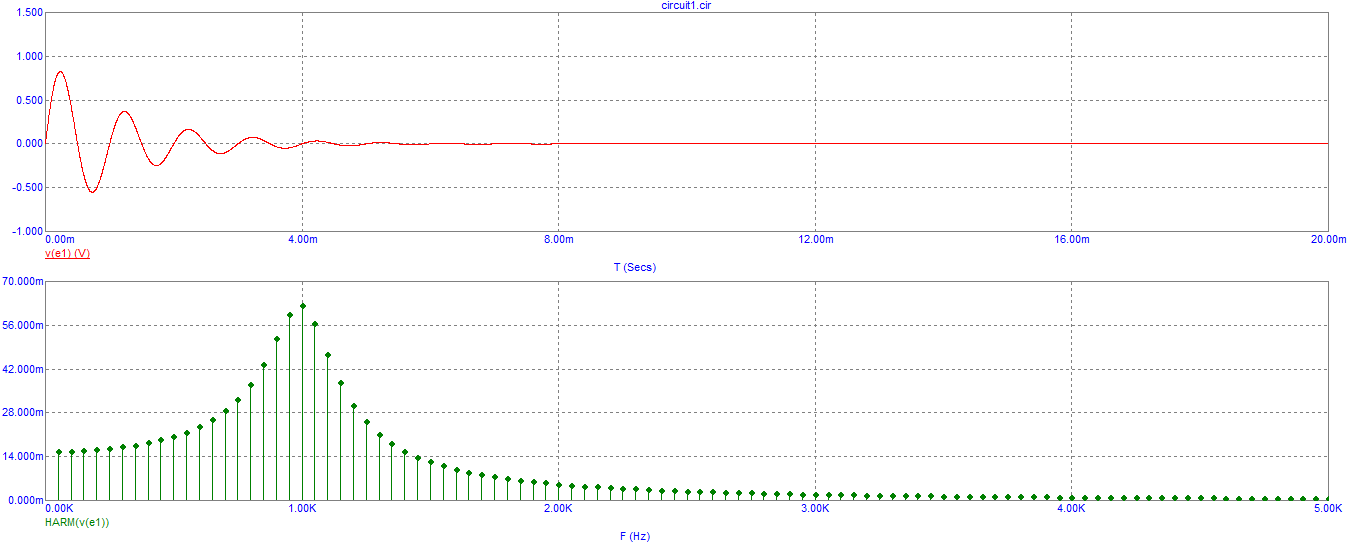 circuit1.cir
1.500
1.000
0.500
0.000
-0.500
-1.000
0.00m 4.00m 8.00m 12.00m 16.00m 20.00m
v(e1) (V)
T (Secs)
70.000m
56.000m
42.000m
28.000m
14.000m
0.000m
0.00K 1.00K 2.00K 3.00K 4.00K 5.00K
HARM(v(e1))
F (Hz)